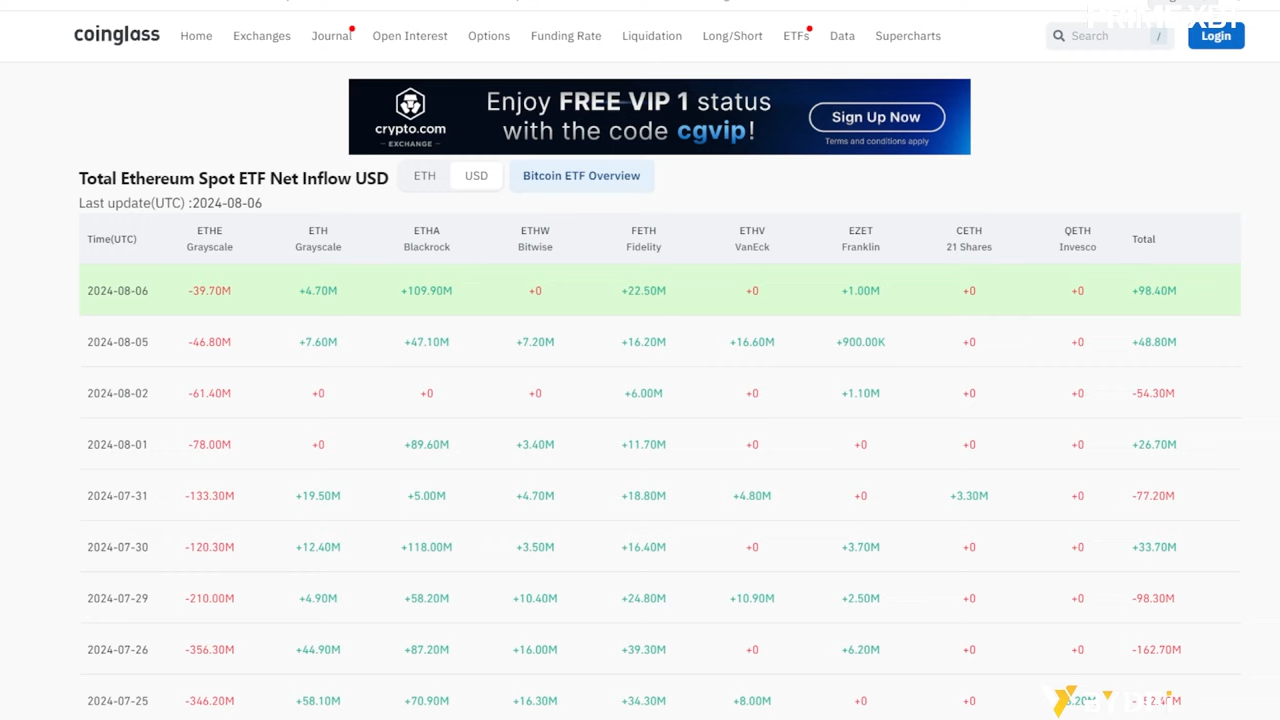 PRIME XBT
coinglass Home Exchanges Journal Open Interest Options Funding Rate Liquidation Long/Short ETFs Data Supercharts Search / Login
crypto.com
— EXCHANGE —
Enjoy FREE VIP 1 status
with the code cgvip!
Sign Up Now
Terms and conditions apply
Total Ethereum Spot ETF Net Inflow USD ETH USD Bitcoin ETF Overview
Last update(UTC) :2024-08-06
Time(UTC) ETHE ETH ETHA ETHW FETH ETHV EZET CETH QETH Total
Grayscale Grayscale Blackrock Bitwise Fidelity VanEck Franklin 21 Shares Invesco
2024-08-06 -39.70M +4.70M +109.90M +0 +22.50M +0 +1.00M +0 +0 +98.40M
2024-08-05 -46.80M +7.60M +47.10M +7.20M +16.20M +16.60M +900.00K +0 +0 +48.80M
2024-08-02 -61.40M +0 +0 +0 +6.00M +0 +1.10M +0 +0 -54.30M
2024-08-01 -78.00M +0 +89.60M +3.40M +11.70M +0 +0 +0 +0 +26.70M
2024-07-31 -133.30M +19.50M +5.00M +4.70M +18.80M +4.80M +0 +3.30M +0 -77.20M
2024-07-30 -120.30M +12.40M +118.00M +3.50M +16.40M +0 +3.70M +0 +0 +33.70M
2024-07-29 -210.00M +4.90M +58.20M +10.40M +24.80M +10.90M +2.50M +0 +0 -98.30M
2024-07-26 -356.30M +44.90M +87.20M +16.00M +39.30M +0 +6.20M +0 +0 -162.70M
2024-07-25 -346.20M +58.10M +70.90M +16.30M +34.30M +8.00M +0 +0